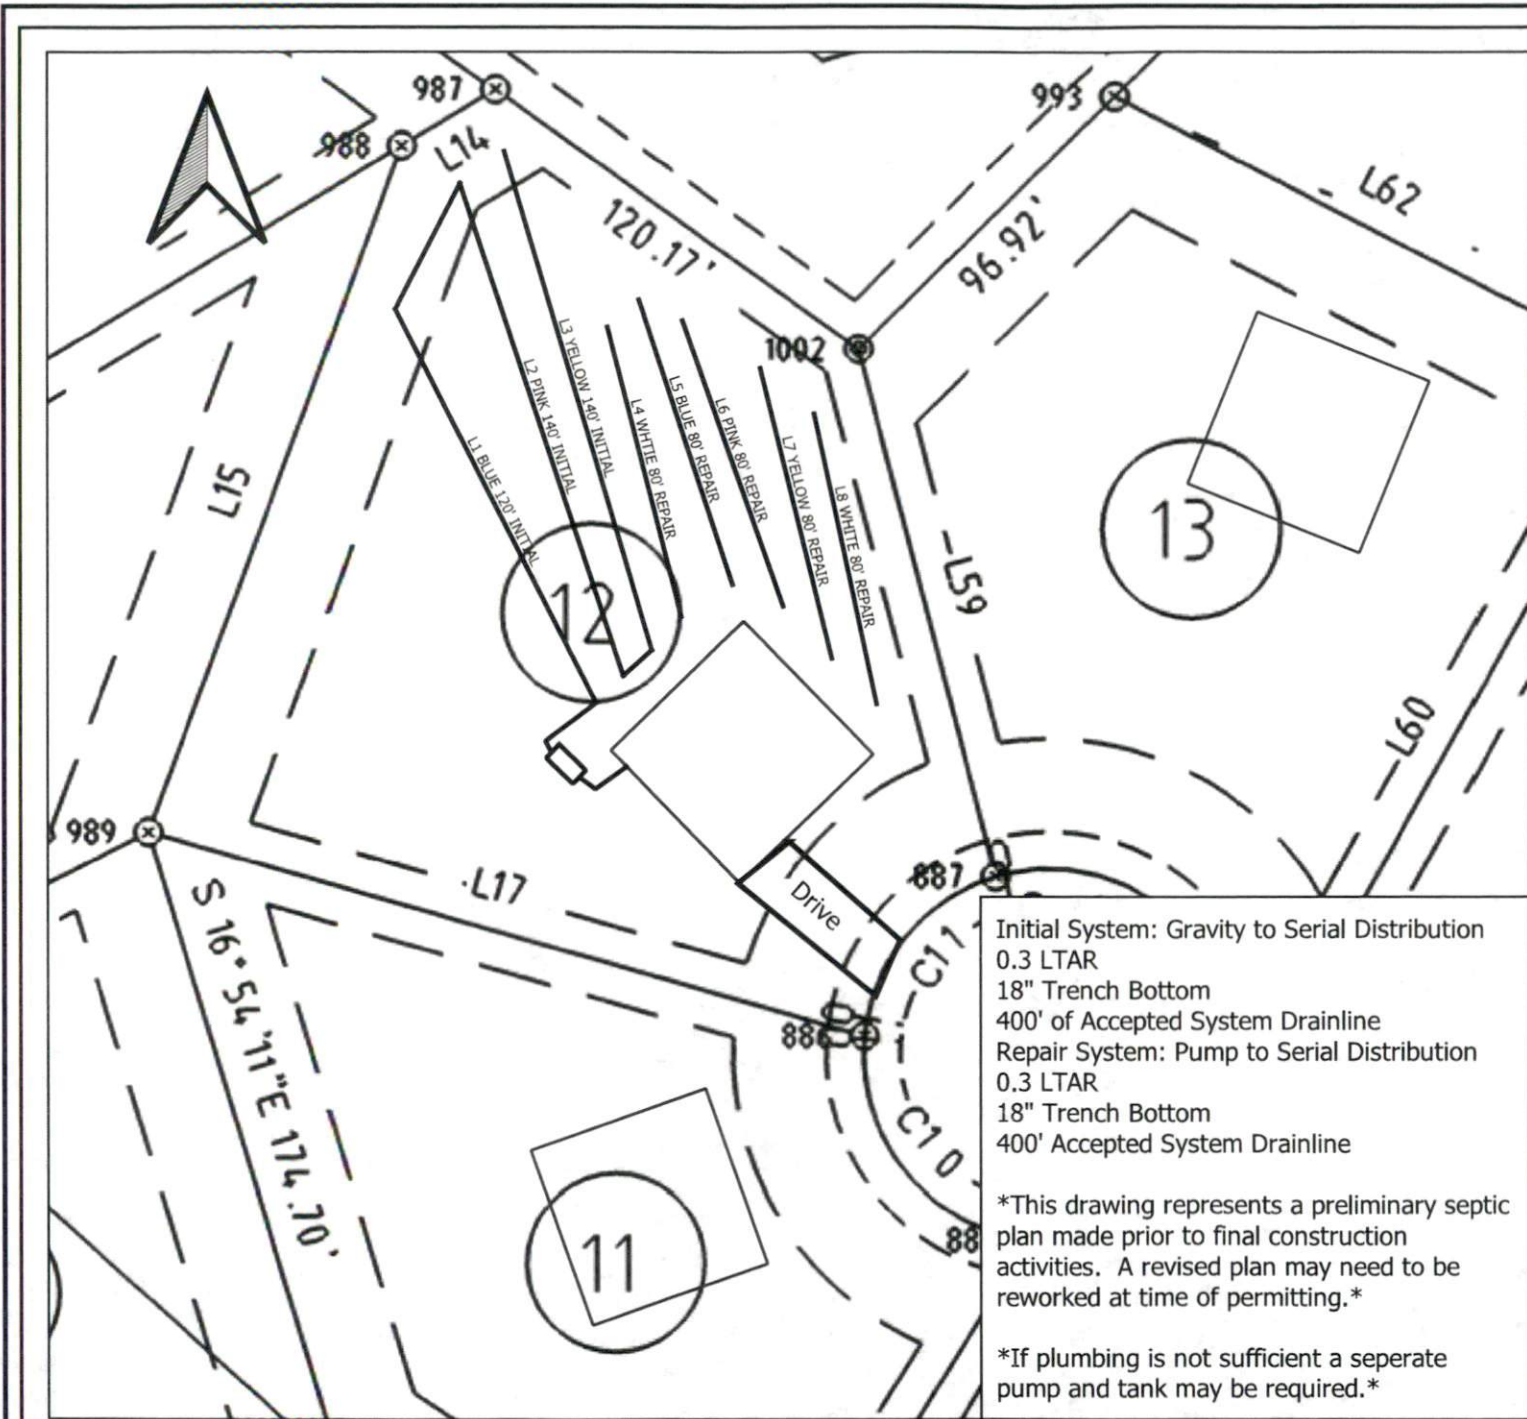 987
993
988
L14
L62
120.17'
96.92'
1002
L3 YELLOW 140' INITIAL
L2 PINK 140' INITIAL
L5 BLUE 80' REPAIR
L6 PINK 80' REPAIR
L4 WHTIE 80' REPAIR
L1 BLUE 120' INITIAL
L7 YELLOW 80' REPAIR
L8 WHITE 80' REPAIR
L15
13
L59
12
L60
989
L17
887
Drive
S 16°54'11"E 174.70'
C11
886
C10
88
11
Initial System: Gravity to Serial Distribution
0.3 LTAR
18" Trench Bottom
400' of Accepted System Drainline
Repair System: Pump to Serial Distribution
0.3 LTAR
18" Trench Bottom
400' Accepted System Drainline
*This drawing represents a preliminary septic
plan made prior to final construction
activities. A revised plan may need to be
reworked at time of permitting.*
*If plumbing is not sufficient a seperate
pump and tank may be required.*